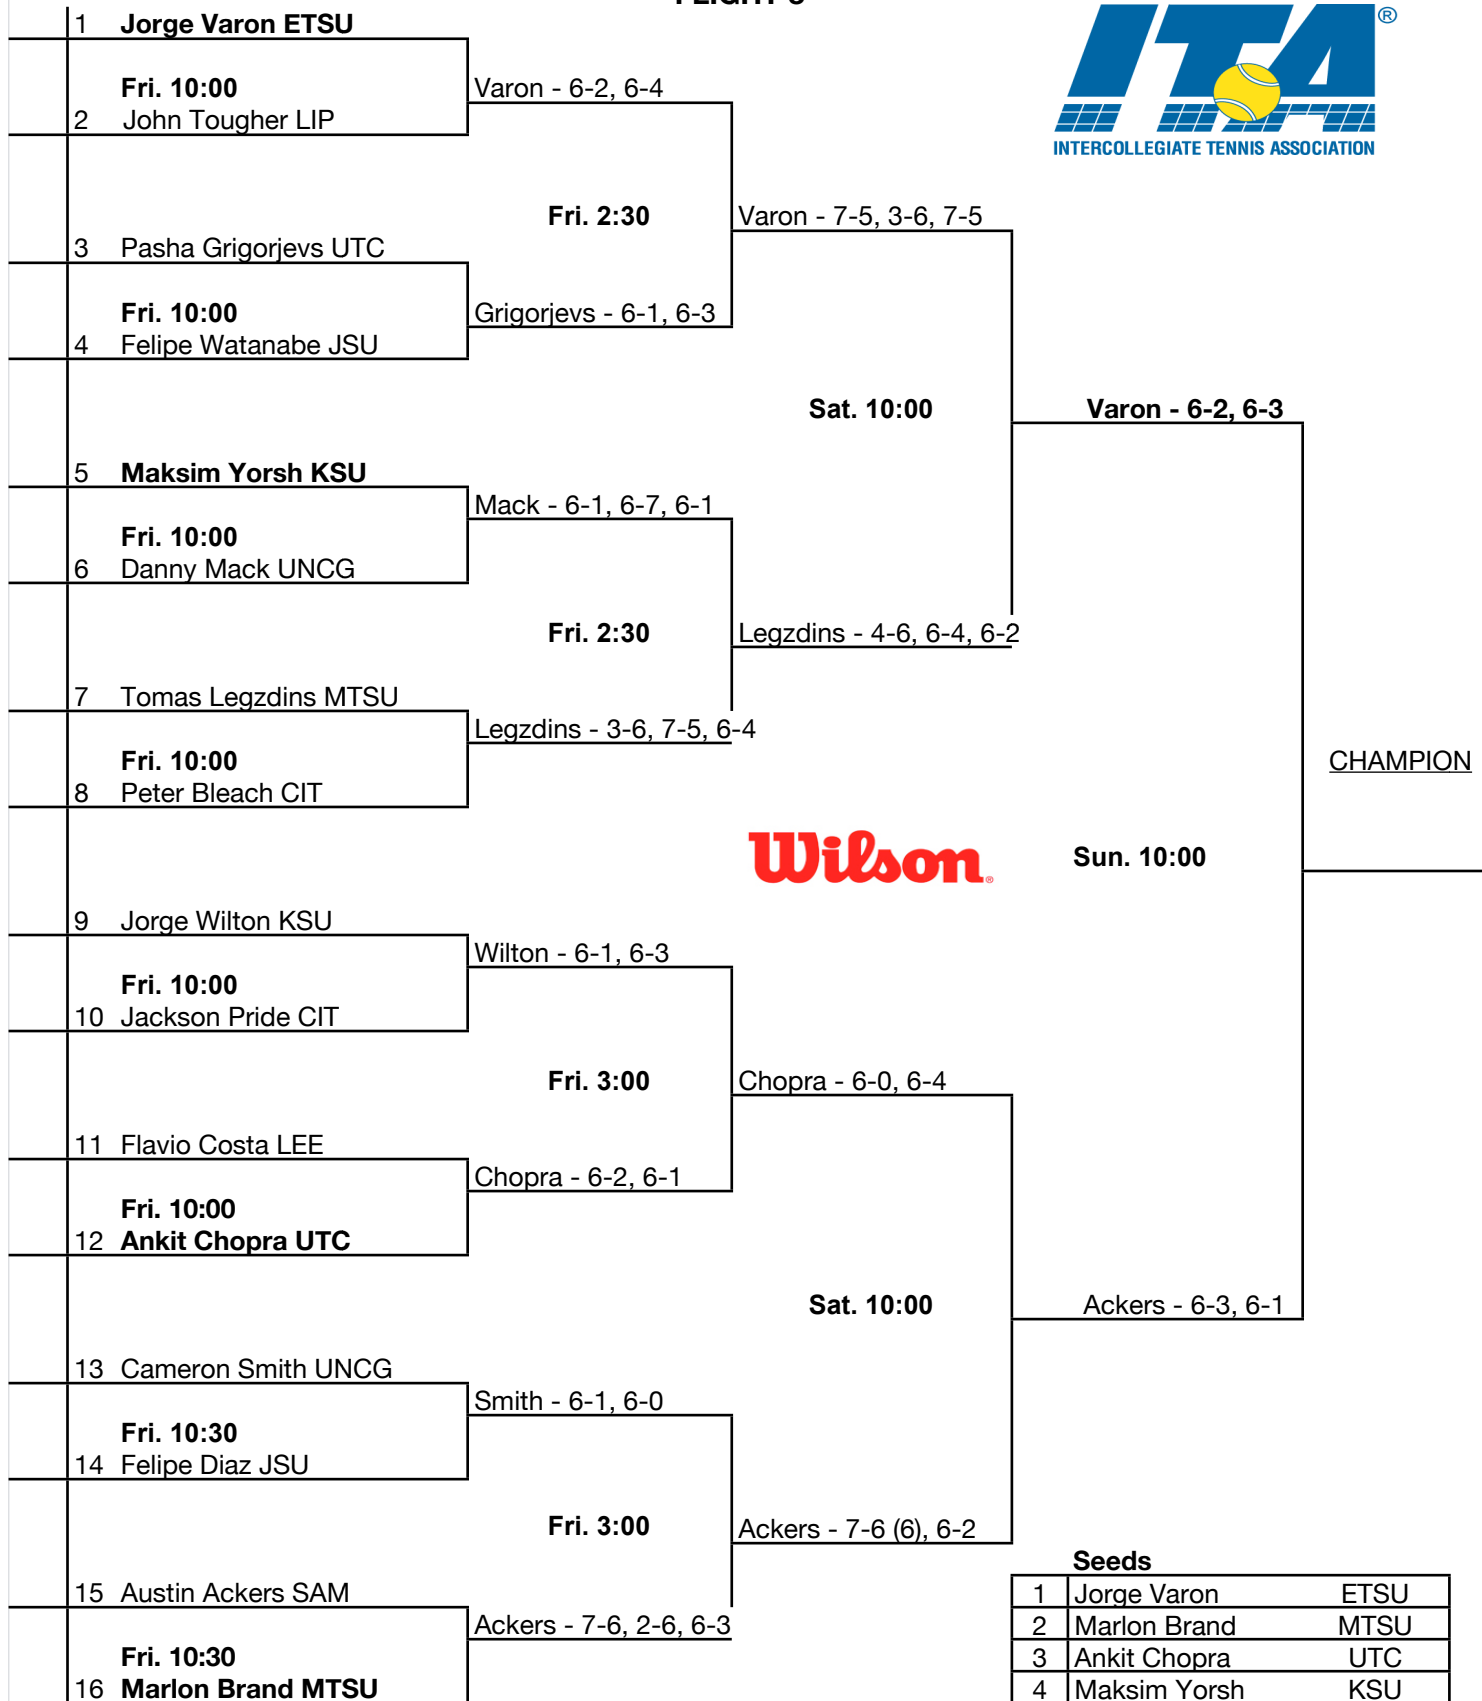 1 Jorge Varon ETSU
Fri. 10:00
Varon - 6-2, 6-4
2 John Tougher LIP
®
INTERCOLLEGIATE TENNIS ASSOCIATION
ITA
Fri. 2:30
Varon - 7-5, 3-6, 7-5
3 Pasha Grigorjevs UTC
Fri. 10:00
Grigorjevs - 6-1, 6-3
4 Felipe Watanabe JSU
Sat. 10:00
Varon - 6-2, 6-3
5 Maksim Yorsh KSU
Mack - 6-1, 6-7, 6-1
Fri. 10:00
6 Danny Mack UNCG
Fri. 2:30
Legzdins - 4-6, 6-4, 6-2
7 Tomas Legzdins MTSU
Legzdins - 3-6, 7-5, 6-4
Fri. 10:00
CHAMPION
8 Peter Bleach CIT
Wilson®
Sun. 10:00
9 Jorge Wilton KSU
Wilton - 6-1, 6-3
Fri. 10:00
10 Jackson Pride CIT
Fri. 3:00
Chopra - 6-0, 6-4
11 Flavio Costa LEE
Chopra - 6-2, 6-1
Fri. 10:00
12 Ankit Chopra UTC
Sat. 10:00
Ackers - 6-3, 6-1
13 Cameron Smith UNCG
Smith - 6-1, 6-0
Fri. 10:30
14 Felipe Diaz JSU
Fri. 3:00
Ackers - 7-6 (6), 6-2
Seeds
15 Austin Ackers SAM
1 Jorge Varon ETSU
Ackers - 7-6, 2-6, 6-3
2 Marlon Brand MTSU
Fri. 10:30
3 Ankit Chopra UTC
16 Marlon Brand MTSU
4 Maksim Yorsh KSU